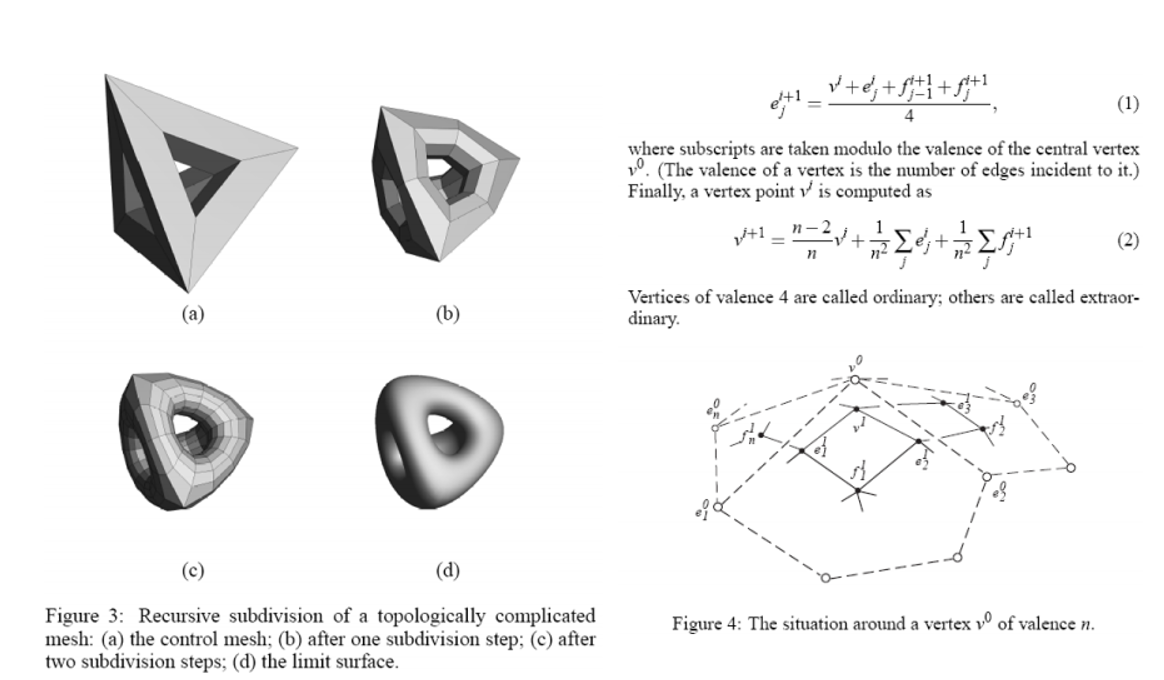 (a)
(b)
(c)
(d)
Figure 3: Recursive subdivision of a topologically complicated
mesh: (a) the control mesh; (b) after one subdivision step; (c) after
two subdivision steps; (d) the limit surface.
e_j^{i+1} = \frac{v^i + e_j^i + f_{j-1}^{i+1} + f_j^{i+1}}{4}, (1)
where subscripts are taken modulo the valence of the central vertex
v^0. (The valence of a vertex is the number of edges incident to it.)
Finally, a vertex point v^i is computed as
v^{i+1} = \frac{n-2}{n} v^i + \frac{1}{n^2} \sum_j e_j^i + \frac{1}{n^2} \sum_j f_j^{i+1} (2)
Vertices of valence 4 are called ordinary; others are called extraor-
dinary.
v^0
e_n^0
e_3^0
e_3^1
f_n^1
v^1
f_2^1
e_1^1
e_2^1
f_1^1
e_2^0
e_1^0
Figure 4: The situation around a vertex v^0 of valence n.